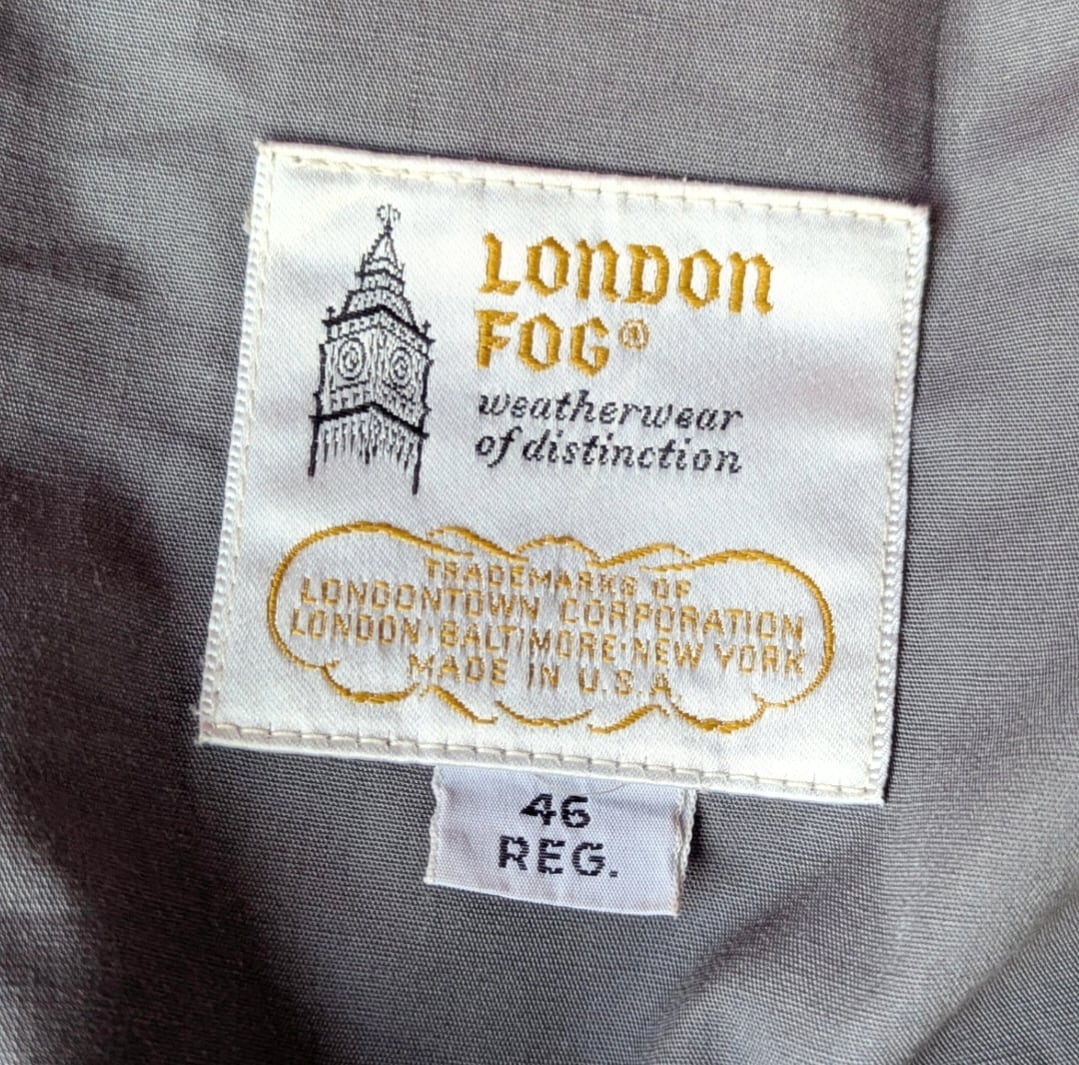 LONDON
FOG®
weatherwear
of distinction
TRADEMARKS OF
LONDONTOWN CORPORATION
LONDON·BALTIMORE·NEW YORK
MADE IN U.S.A
46
REG.